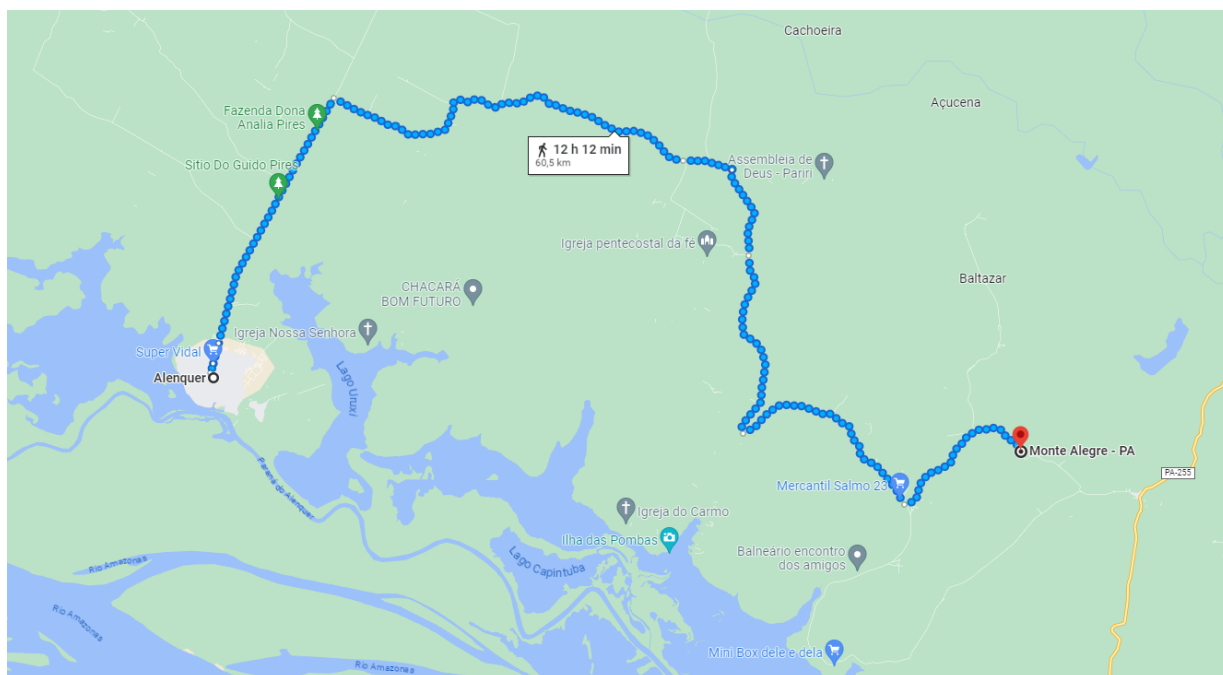 Cachoeira
Açucena
Fazenda Dona
Analia Pires
12 h 12 min
60,5 km
Sitio Do Guido Pires
Assembleia de
Deus - Pariri
Igreja pentecostal da fé
Baltazar
CHACARÁ
BOM FUTURO
Igreja Nossa Senhora
Super Vidal
Alenquer
Lago Uruxi
Monte Alegre - PA
PA-255
Mercantil Salmo 23
Paraná do Alenquer
Igreja do Carmo
Ilha das Pombas
Balneário encontro
dos amigos
Lago Capintuba
Rio Amazonas
Rio Amazonas
Mini Box dele e dela
Rio Amazonas